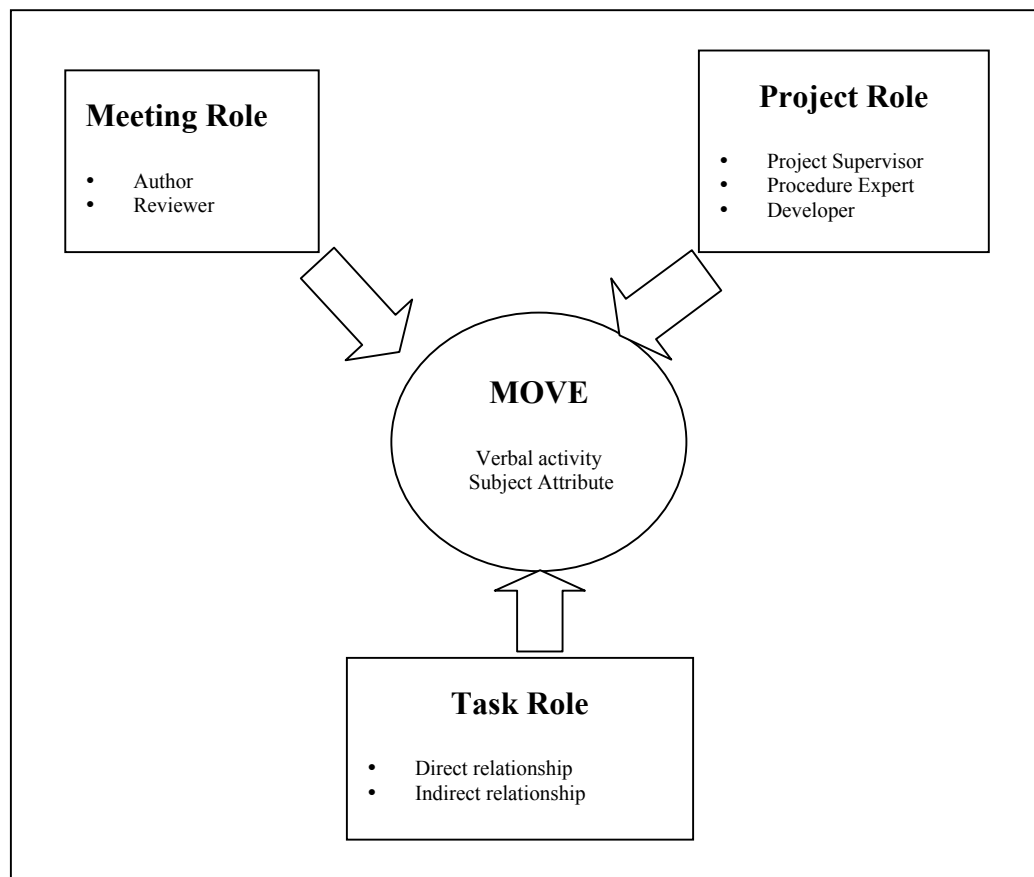 Meeting Role
• Author
• Reviewer
Project Role
• Project Supervisor
• Procedure Expert
• Developer
MOVE
Verbal activity
Subject Attribute
Task Role
• Direct relationship
• Indirect relationship